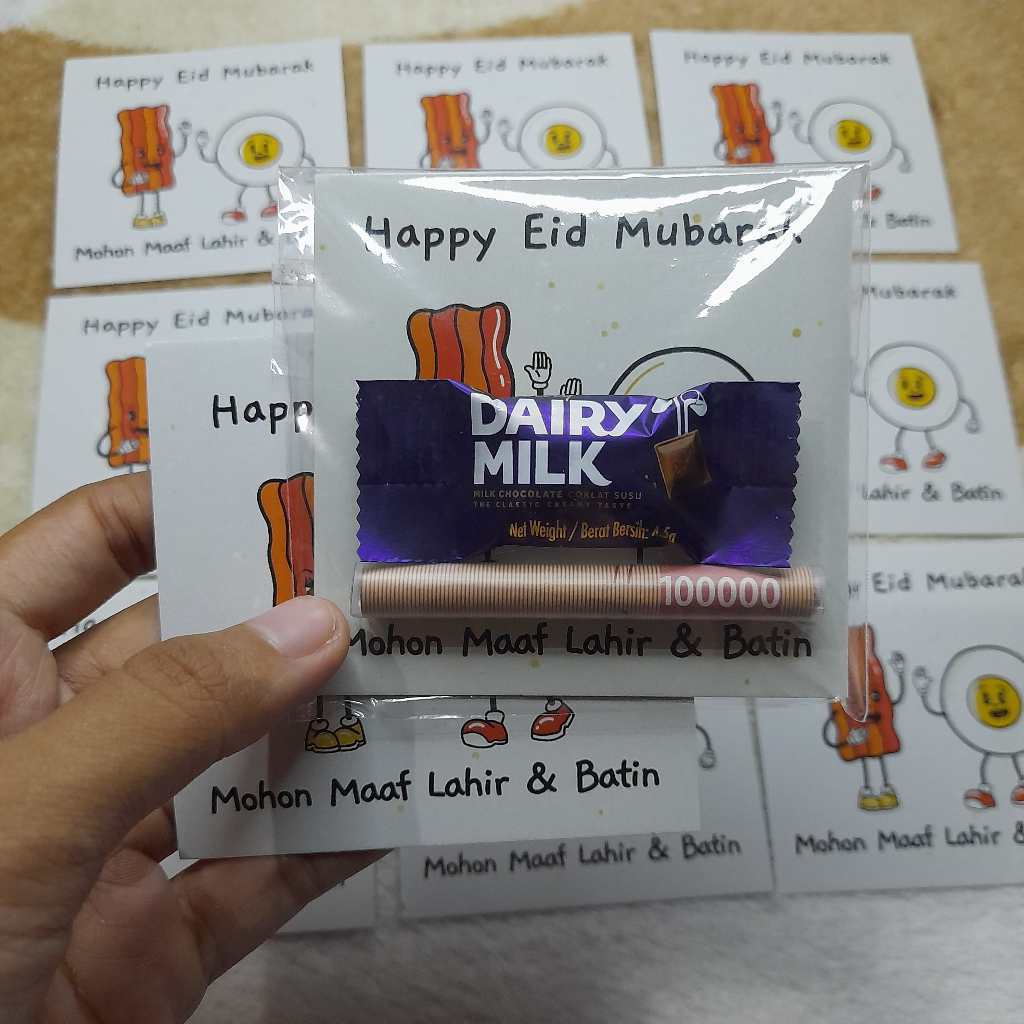 Happy Eid Mubarak
Happy Eid Mubarak
Happy Eid Mubarak
Mohon Maaf Lahir &
Batin
Happy Eid Mubarak
Mubarak
Happy Eid
DAIRY
MILK
MILK CHOCOLATE COKLAT SUSU
THE CLASSIC CREAMY TASTE
Net Weight / Berat Bersih: 4.5g
100000
Mohon Maaf Lahir & Batin
Lahir & Batin
Eid Mubarak
Mohon Maaf Lahir & Batin
Mohon Maaf Lahir & Batin
Mohon Maaf Lahir &